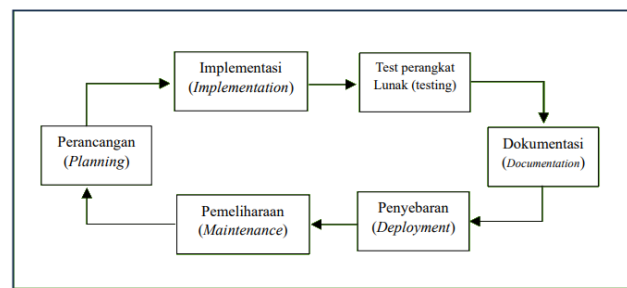 Implementasi
(Implementation)
Test perangkat
Lunak (testing)
Perancangan
(Planning)
Dokumentasi
(Documentation)
Pemeliharaan
(Maintenance)
Penyebaran
(Deployment)